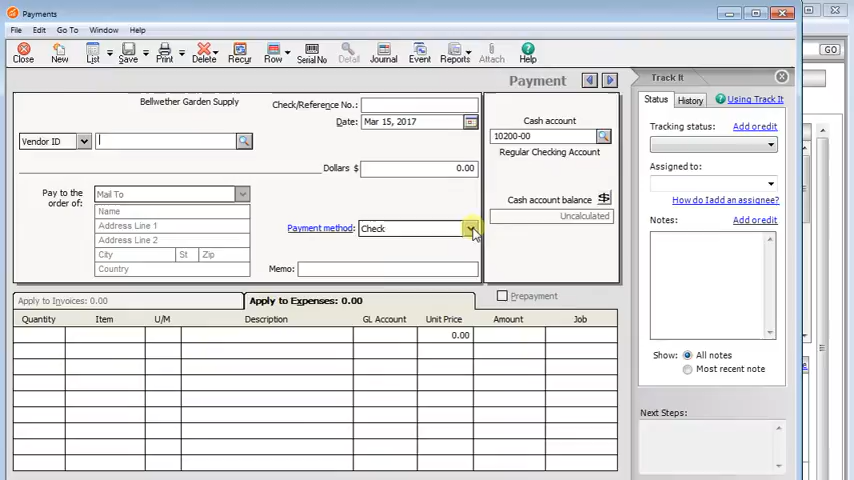 Payments
File Edit Go To Window Help
Close New List Save Print Delete Recur Row SerialNo Detail Journal Event Reports Attach Help
GO
Payment
Track It
Bellwether Garden Supply
Check/Reference No.:
Date: Mar 15, 2017
Cash account
10200-00
Regular Checking Account
Vendor ID
Dollars $ 0.00
Cash account balance
Uncalculated
Pay to the order of:
Mail To
Name
Address Line 1
Address Line 2
City St Zip
Country
Payment method: Check
Memo:
Status History Using Track It
Tracking status: Add or edit
Assigned to:
How do I add an assignee?
Notes: Add or edit
Show: All notes
Most recent note
Next Steps:
Apply to Invoices: 0.00
Apply to Expenses: 0.00
Prepayment
Quantity Item U/M Description GL Account Unit Price Amount Job
0.00